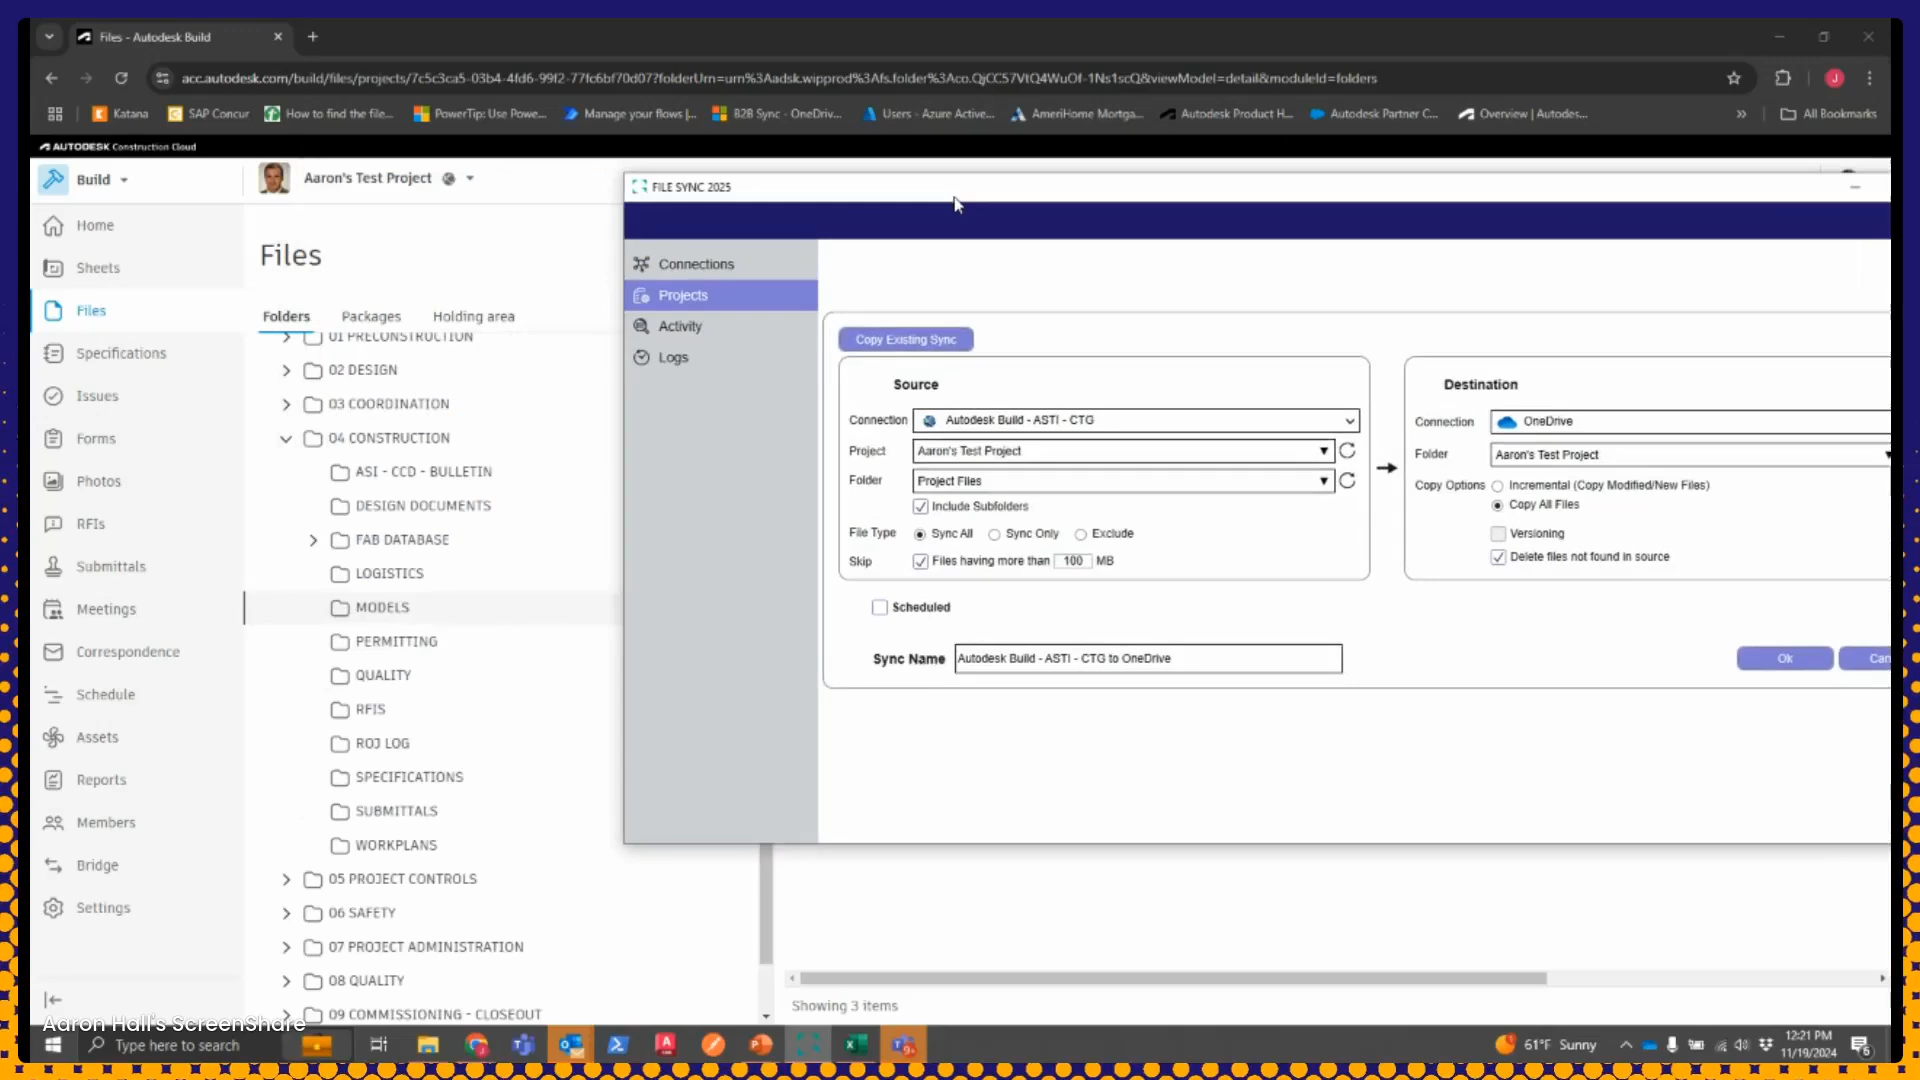 Files - Autodesk Build
acc.autodesk.com/build/files/projects/7c5c3ca5-03b4-4fd6-99f2-77fc6bf70d07?folderUrn=urn%3Aadsk.wipprod%3Afs.folder%3Aco.QjCC57VtQ4WuOf-1Ns1scQ&viewModel=detail&moduleId=folders
J
Katana
SAP Concur
How to find the file...
PowerTip: Use Powe...
Manage your flows |...
B2B Sync - OneDriv...
Users - Azure Active...
AmeriHome Mortga...
Autodesk Product H...
Autodesk Partner C...
Overview | Autodes...
All Bookmarks
AUTODESK Construction Cloud
Build
Aaron's Test Project
Home
Sheets
Files
Specifications
Issues
Forms
Photos
RFIs
Submittals
Meetings
Correspondence
Schedule
Assets
Reports
Members
Bridge
Settings
Files
Folders
Packages
Holding area
01 PRECONSTRUCTION
02 DESIGN
03 COORDINATION
04 CONSTRUCTION
ASI - CCD - BULLETIN
DESIGN DOCUMENTS
FAB DATABASE
LOGISTICS
MODELS
PERMITTING
QUALITY
RFIS
ROJ LOG
SPECIFICATIONS
SUBMITTALS
WORKPLANS
05 PROJECT CONTROLS
06 SAFETY
07 PROJECT ADMINISTRATION
08 QUALITY
09 COMMISSIONING - CLOSEOUT
FILE SYNC 2025
Connections
Projects
Activity
Logs
Copy Existing Sync
Source
Connection
Autodesk Build - ASTI - CTG
Project
Aaron's Test Project
Folder
Project Files
Include Subfolders
File Type
Sync All
Sync Only
Exclude
Skip
Files having more than
100
MB
Destination
Connection
OneDrive
Folder
Aaron's Test Project
Copy Options
Incremental (Copy Modified/New Files)
Copy All Files
Versioning
Delete files not found in source
Scheduled
Sync Name
Autodesk Build - ASTI - CTG to OneDrive
Ok
Can
Showing 3 items
Aaron Hall's ScreenShare
Type here to search
61°F Sunny
12:21 PM
11/19/2024